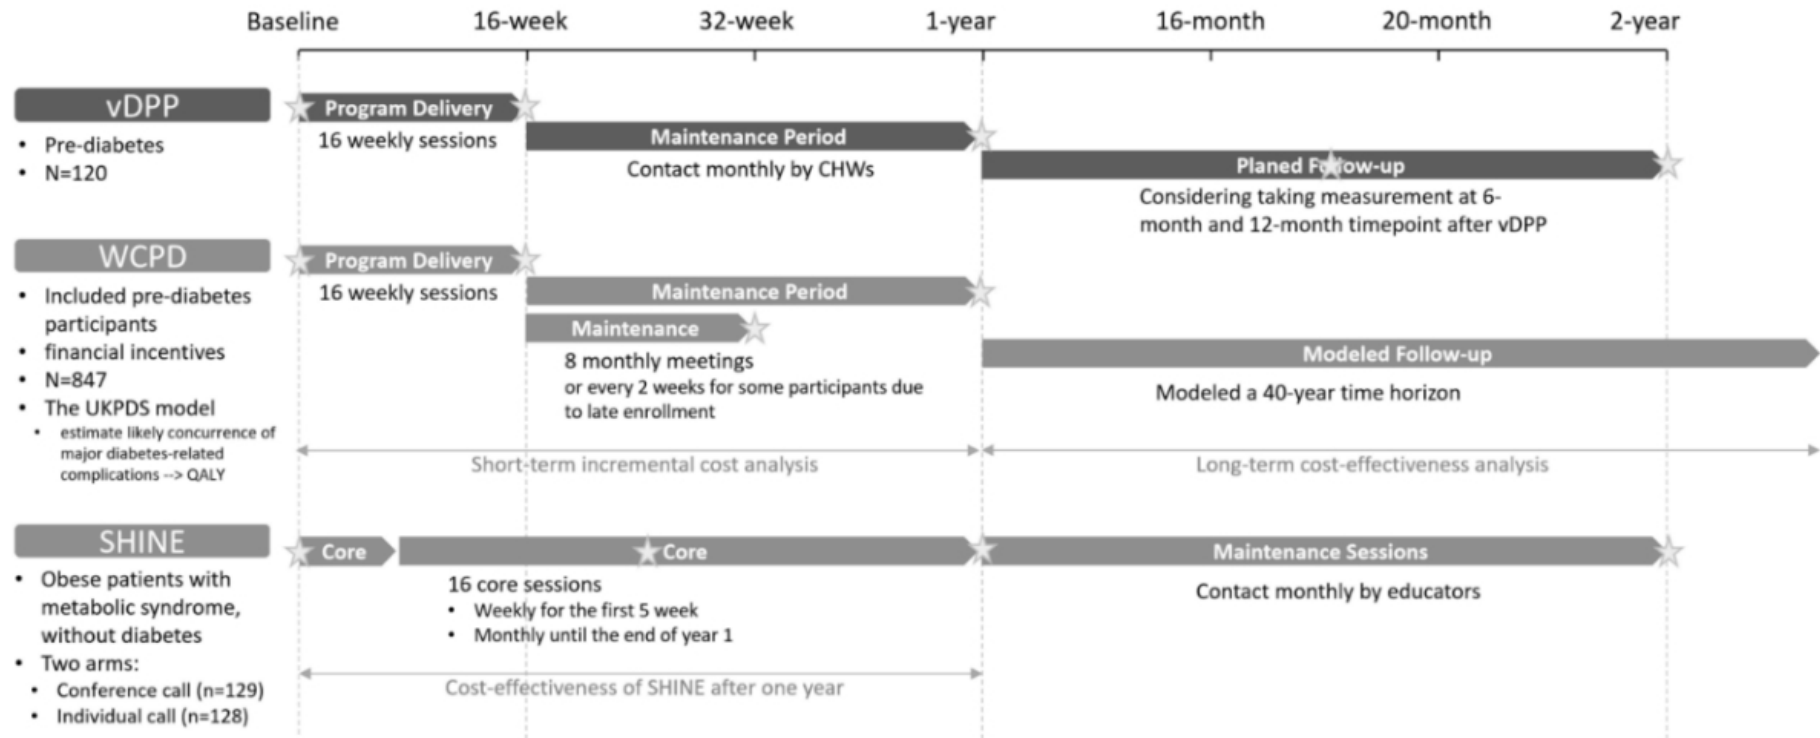 Baseline 16-week 32-week 1-year 16-month 20-month 2-year
vDPP
• Pre-diabetes
• N=120
Program Delivery
16 weekly sessions
Maintenance Period
Contact monthly by CHWs
Planed Follow-up
Considering taking measurement at 6-
month and 12-month timepoint after vDPP
WCPD
• Included pre-diabetes
participants
• financial incentives
• N=847
• The UKPDS model
• estimate likely concurrence of
major diabetes-related
complications --> QALY
Program Delivery
16 weekly sessions
Maintenance Period
Maintenance
8 monthly meetings
or every 2 weeks for some participants due
to late enrollment
Modeled Follow-up
Modeled a 40-year time horizon
Short-term incremental cost analysis
Long-term cost-effectiveness analysis
SHINE
• Obese patients with
metabolic syndrome,
without diabetes
• Two arms:
• Conference call (n=129)
• Individual call (n=128)
Core
Core
16 core sessions
• Weekly for the first 5 week
• Monthly until the end of year 1
Maintenance Sessions
Contact monthly by educators
Cost-effectiveness of SHINE after one year